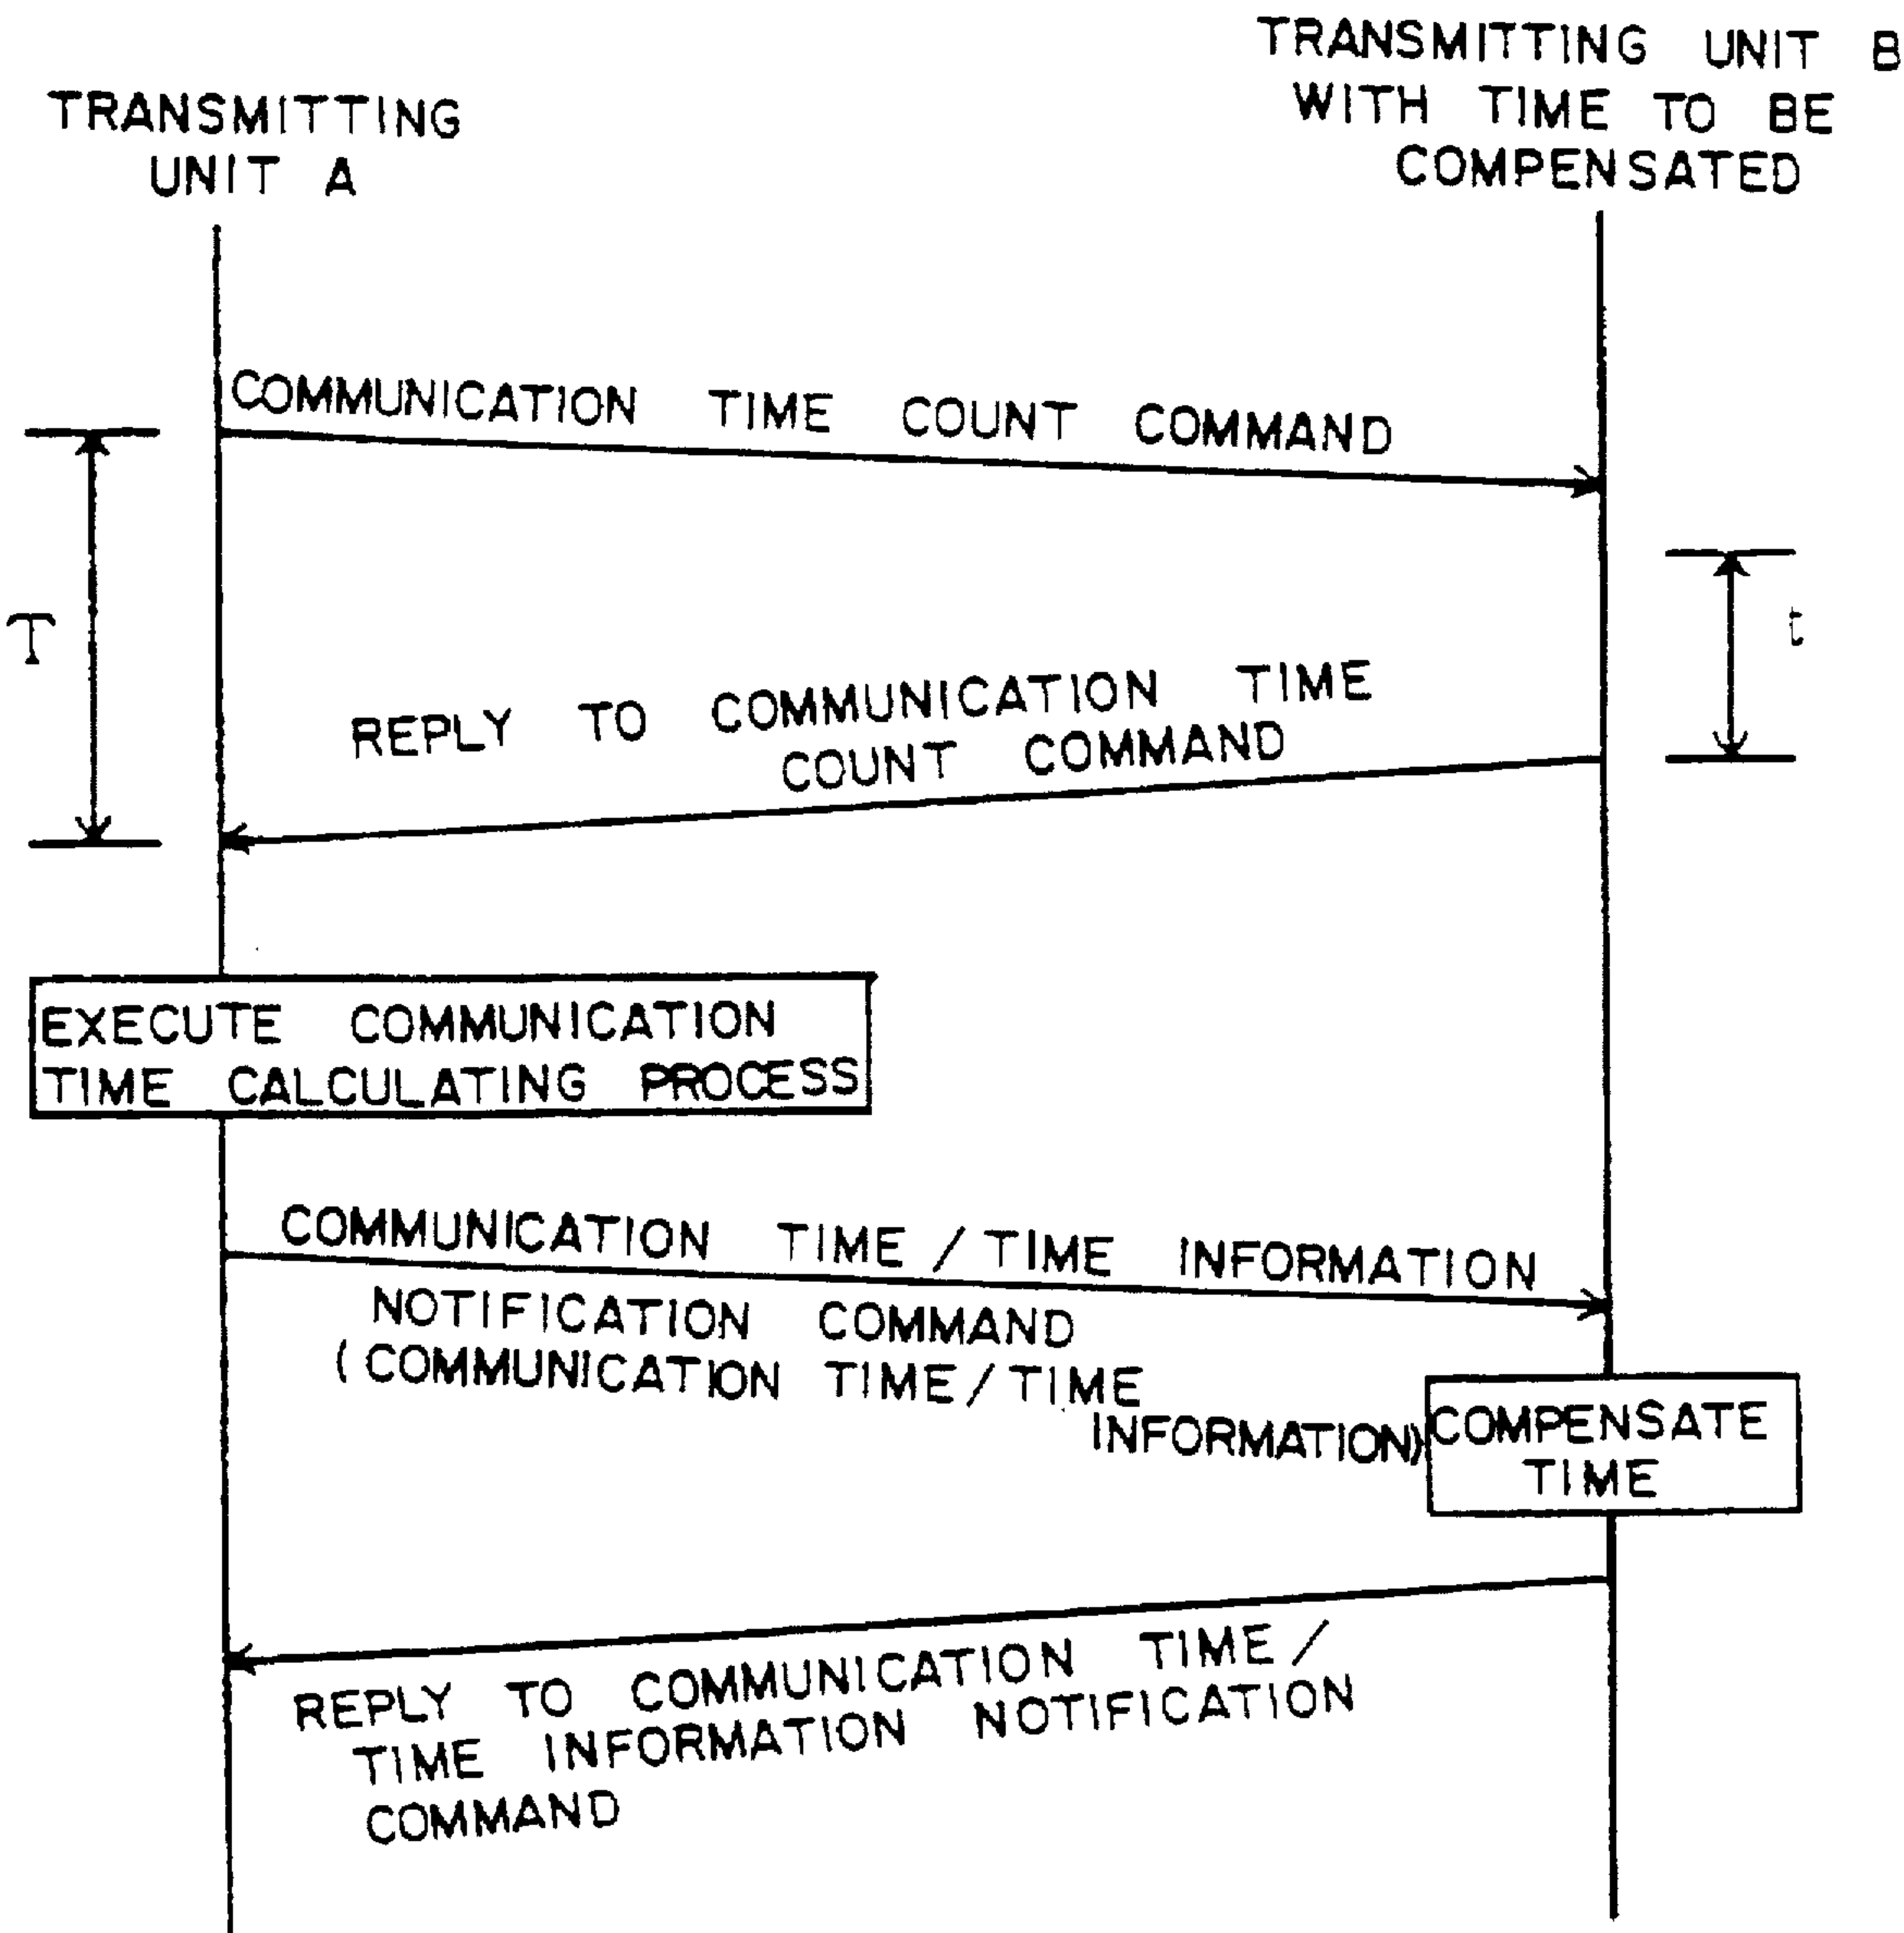 TRANSMITTING UNIT B
WITH TIME TO BE
COMPENSATED
TRANSMITTING
UNIT A
COMMUNICATION TIME COUNT COMMAND
T
t
REPLY TO COMMUNICATION TIME
COUNT COMMAND
EXECUTE COMMUNICATION
TIME CALCULATING PROCESS
COMMUNICATION TIME / TIME INFORMATION
NOTIFICATION COMMAND
(COMMUNICATION TIME/TIME
INFORMATION)
COMPENSATE
TIME
REPLY TO COMMUNICATION TIME /
TIME INFORMATION NOTIFICATION
COMMAND